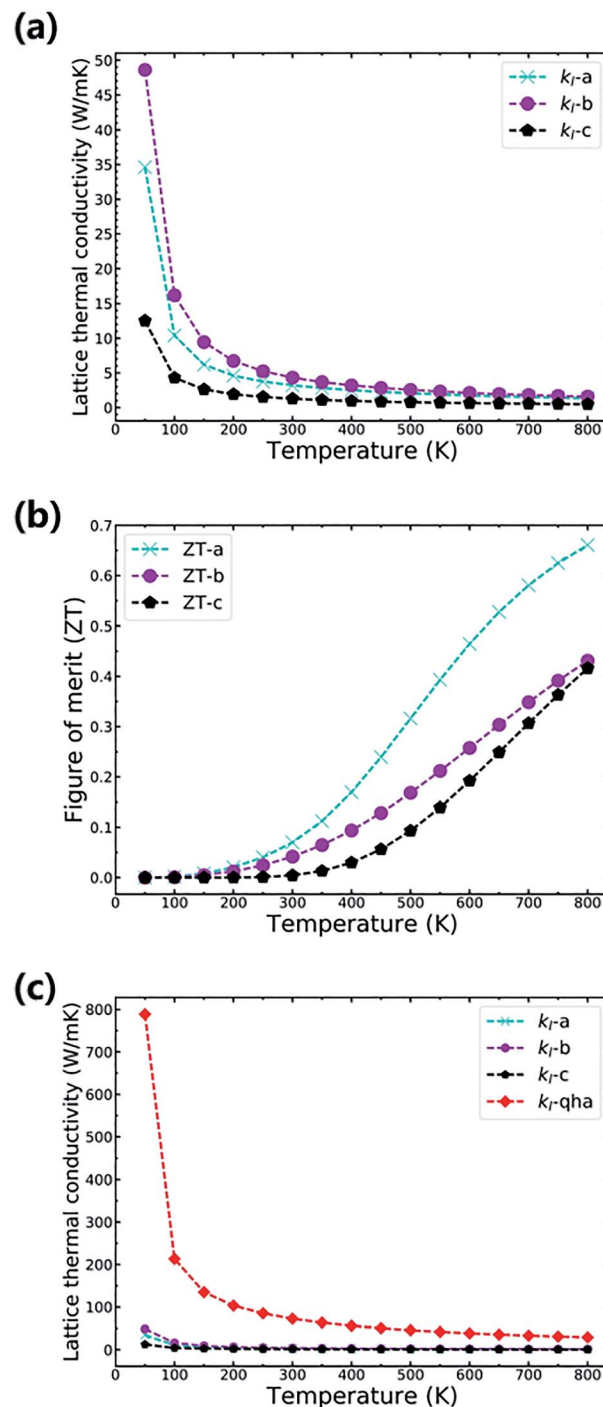 (a)
Lattice thermal conductivity (W/mK)
50
45
40
35
30
25
20
15
10
5
0
k_l-a
k_l-b
k_l-c
0 100 200 300 400 500 600 700 800
Temperature (K)
(b)
Figure of merit (ZT)
0.7
0.6
0.5
0.4
0.3
0.2
0.1
0.0
ZT-a
ZT-b
ZT-c
0 100 200 300 400 500 600 700 800
Temperature (K)
(c)
Lattice thermal conductivity (W/mK)
800
700
600
500
400
300
200
100
0
k_l-a
k_l-b
k_l-c
k_l-qha
0 100 200 300 400 500 600 700 800
Temperature (K)